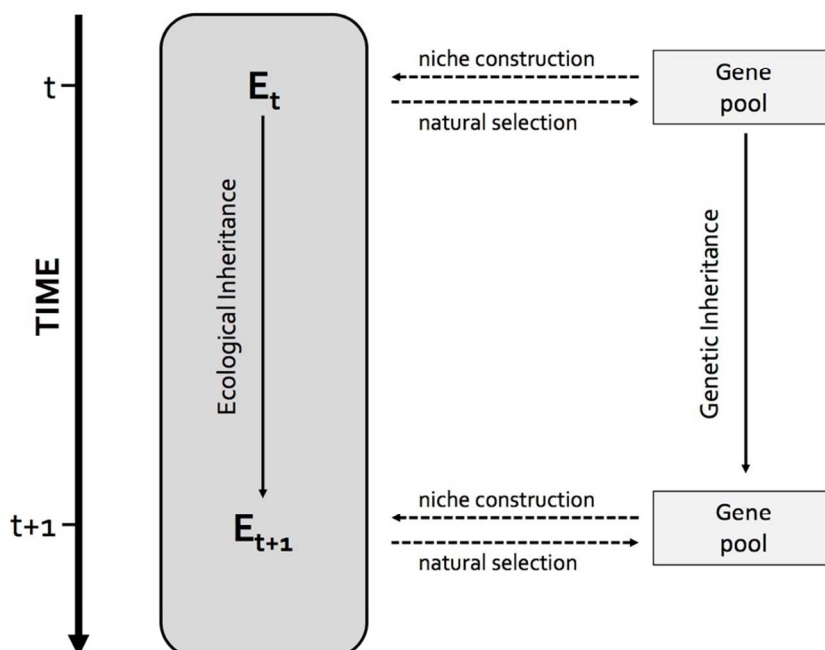 niche construction
t
E_t
Gene
pool
natural selection
TIME
Ecological Inheritance
Genetic Inheritance
niche construction
t+1
E_t+1
Gene
pool
natural selection